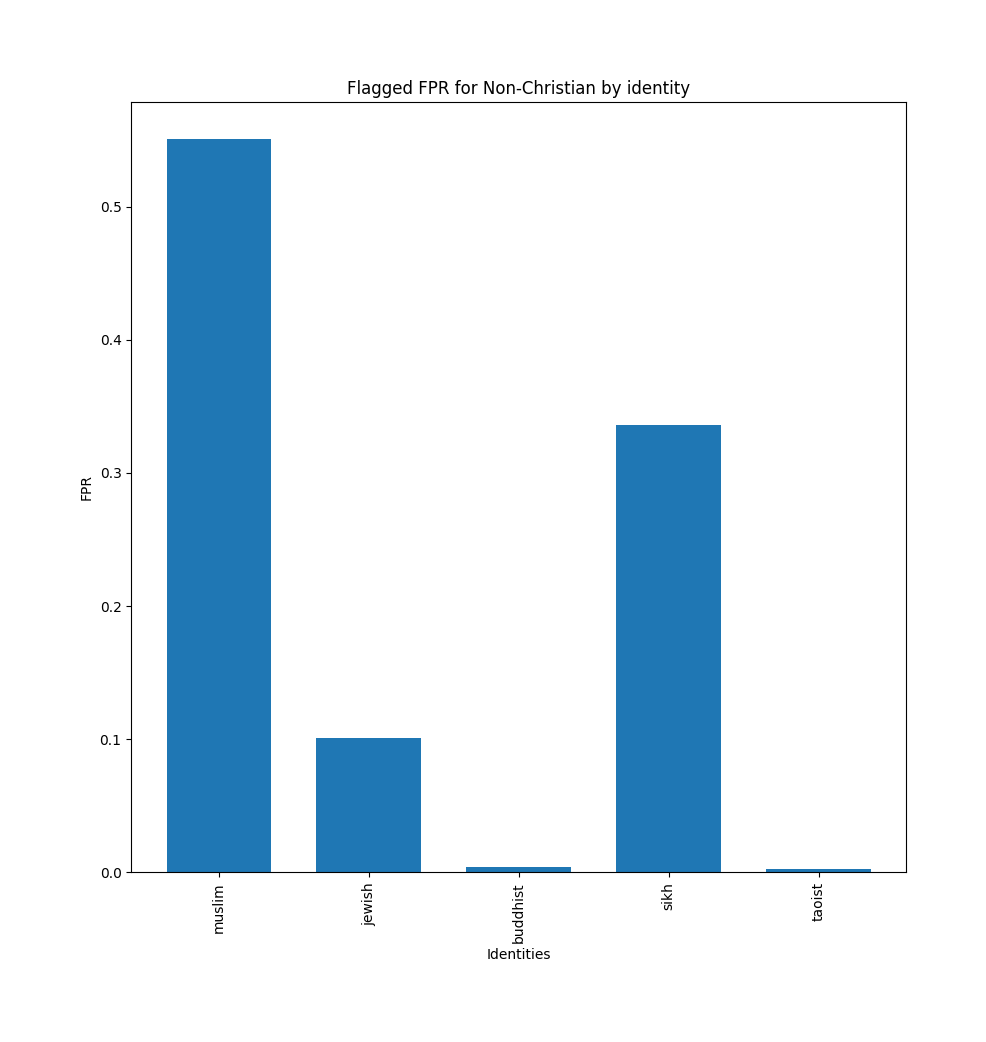 Flagged FPR for Non-Christian by identity
0.5
0.4
0.3
0.2
0.1
0.0
FPR
muslim
jewish
buddhist
sikh
taoist
Identities